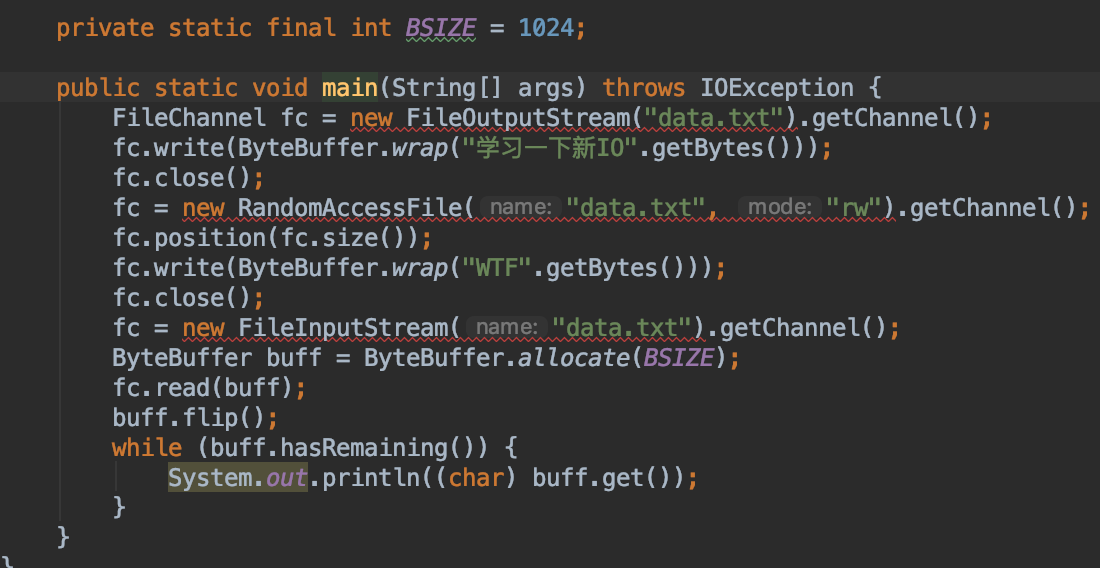 private static final int BSIZE = 1024;
public static void main(String[] args) throws IOException {
FileChannel fc = new FileOutputStream("data.txt").getChannel();
fc.write(ByteBuffer.wrap("学习一下新IO".getBytes()));
fc.close();
fc = new RandomAccessFile( name: "data.txt", mode: "rw").getChannel();
fc.position(fc.size());
fc.write(ByteBuffer.wrap("WTF".getBytes()));
fc.close();
fc = new FileInputStream( name: "data.txt").getChannel();
ByteBuffer buff = ByteBuffer.allocate(BSIZE);
fc.read(buff);
buff.flip();
while (buff.hasRemaining()) {
System.out.println((char) buff.get());
}
}
}